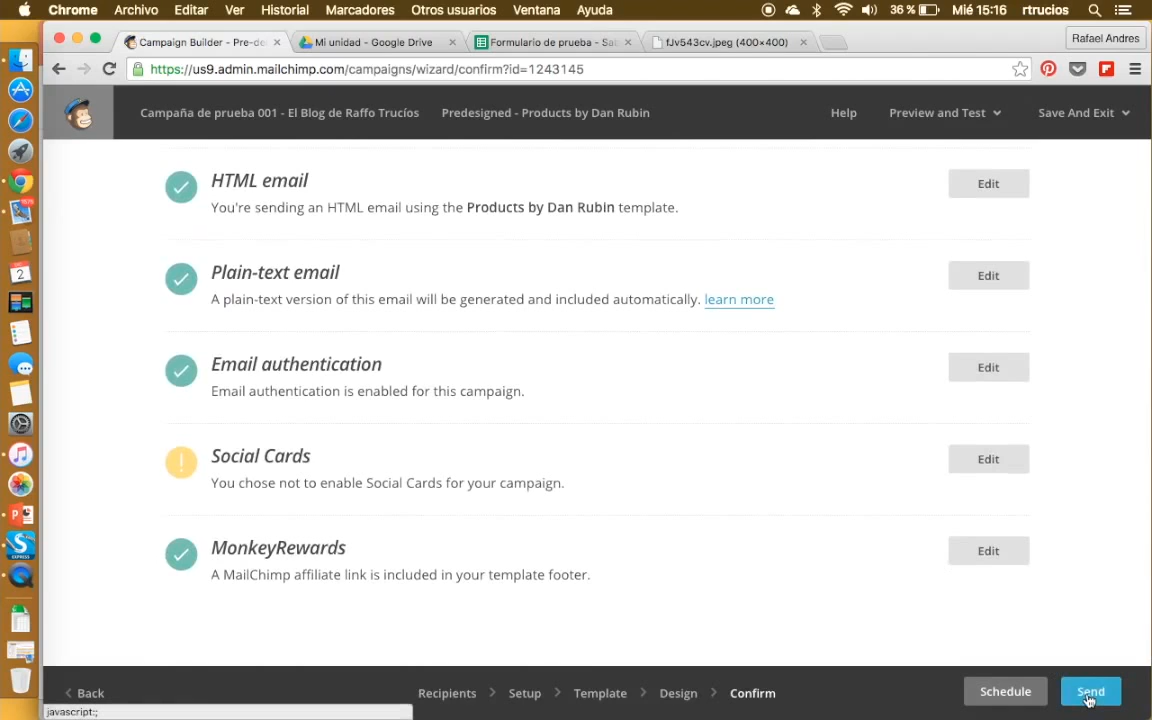 Chrome Archivo Editar Ver Historial Marcadores Otros usuarios Ventana Ayuda 36 % Mié 15:16 rtrucios
Campaign Builder - Pre-de Mi unidad - Google Drive Formulario de prueba - Sal fJv543cv.jpeg (400×400) Rafael Andres
https://us9.admin.mailchimp.com/campaigns/wizard/confirm?id=1243145
Campaña de prueba 001 - El Blog de Raffo Trucíos Predesigned - Products by Dan Rubin Help Preview and Test Save And Exit
HTML email
Edit
You're sending an HTML email using the Products by Dan Rubin template.
Plain-text email
Edit
A plain-text version of this email will be generated and included automatically. learn more
Email authentication
Edit
Email authentication is enabled for this campaign.
Social Cards
Edit
You chose not to enable Social Cards for your campaign.
MonkeyRewards
Edit
A MailChimp affiliate link is included in your template footer.
Back Recipients Setup Template Design Confirm Schedule Send
javascript:;